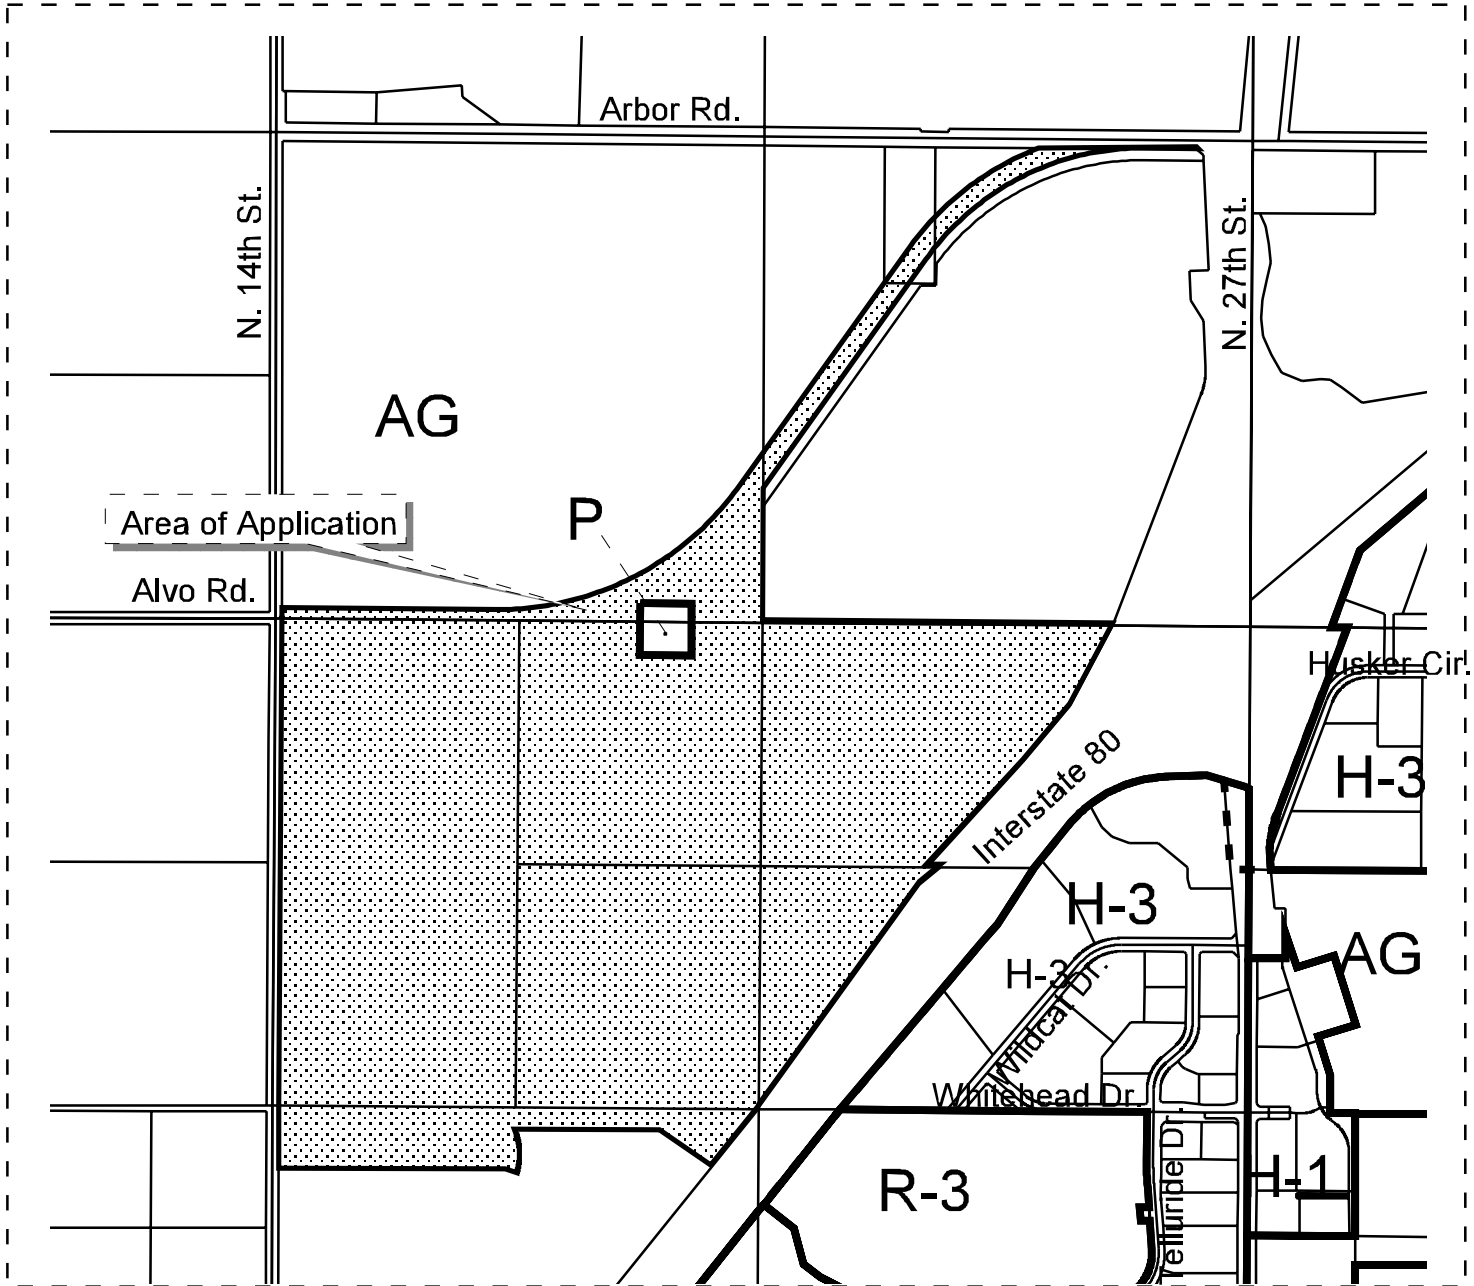 Arbor Rd.
N. 14th St.
N. 27th St.
AG
P
Area of Application
Alvo Rd.
Husker Cir.
Interstate 80
H-3
H-3
AG
H-3
Wildcat Dr.
Whitehead Dr.
R-3
Telluride Dr.
H-1